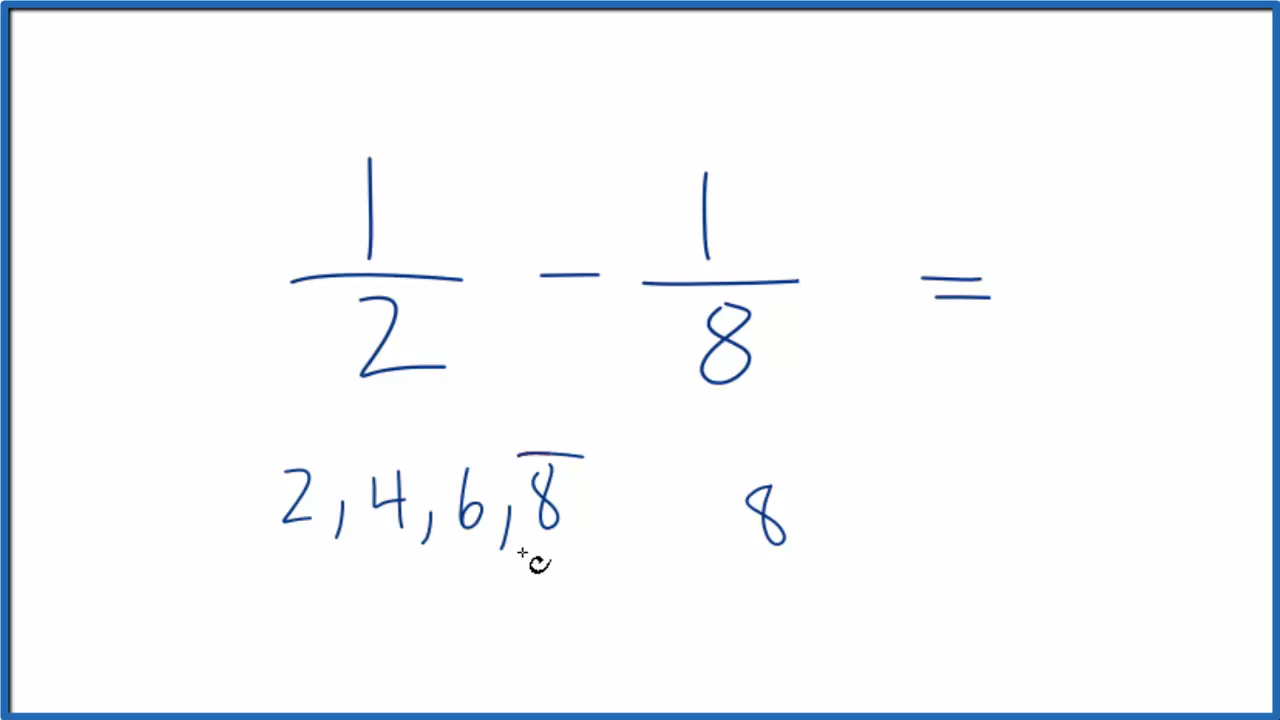 1/2 - 1/8 =
2, 4, 6, 8 8